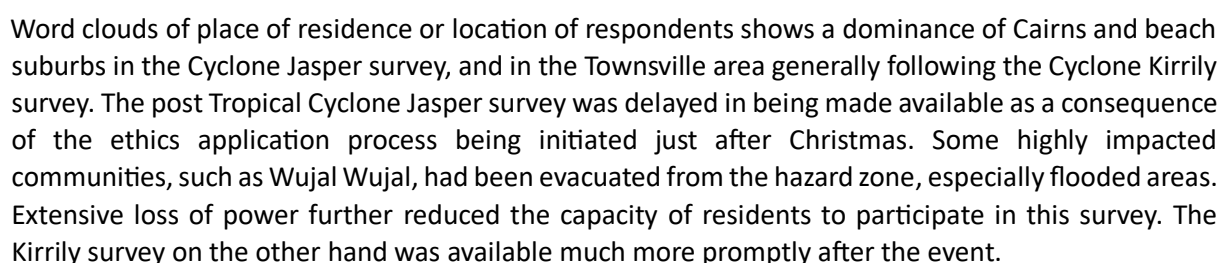 Word clouds of place of residence or location of respondents shows a dominance of Cairns and beach
suburbs in the Cyclone Jasper survey, and in the Townsville area generally following the Cyclone Kirrily
survey. The post Tropical Cyclone Jasper survey was delayed in being made available as a consequence
of the ethics application process being initiated just after Christmas. Some highly impacted
communities, such as Wujal Wujal, had been evacuated from the hazard zone, especially flooded areas.
Extensive loss of power further reduced the capacity of residents to participate in this survey. The
Kirrily survey on the other hand was available much more promptly after the event.